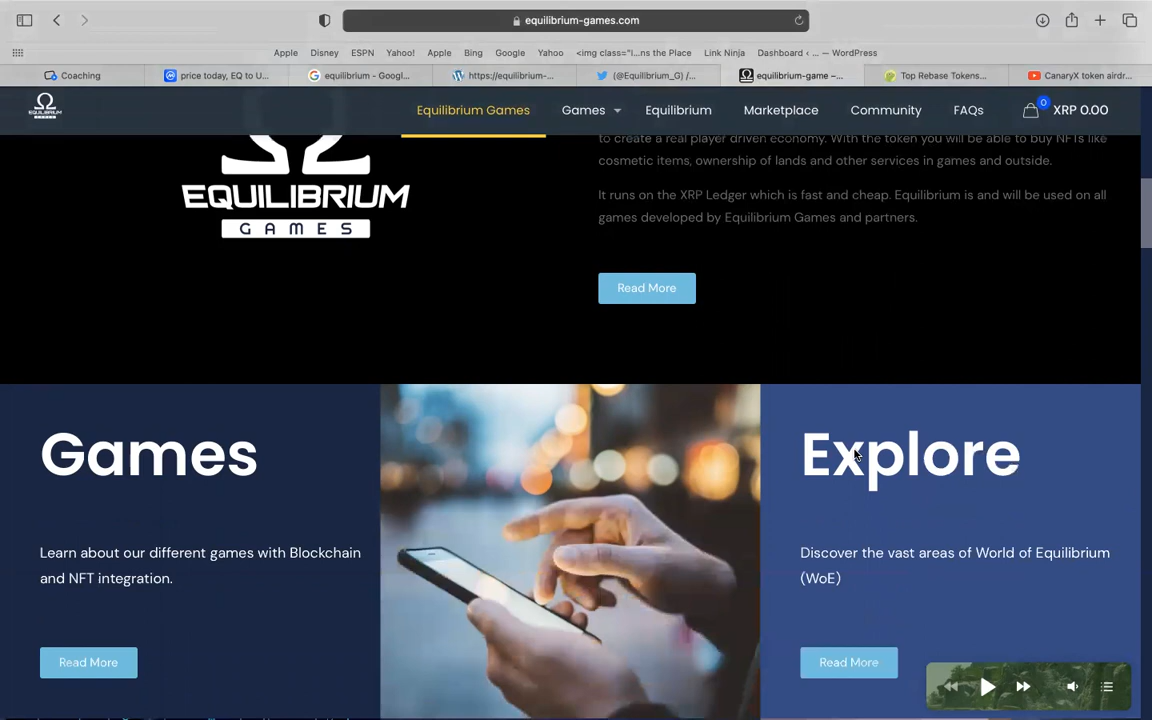 equilibrium-games.com
Apple Disney ESPN Yahoo! Apple Bing Google Yahoo <img class="l...ns the Place Link Ninja Dashboard ‹ ... — WordPress
Coaching price today, EQ to U... equilibrium - Googl... https://equilibrium-... (@Equilibrium_G) /... equilibrium-game –... Top Rebase Tokens... CanaryX token airdr...
EQUILIBRIUM
GAMES
Equilibrium Games Games Equilibrium Marketplace Community FAQs 0 XRP 0.00
to create a real player driven economy. With the token you will be able to buy NFTs like
cosmetic items, ownership of lands and other services in games and outside.
It runs on the XRP Ledger which is fast and cheap. Equilibrium is and will be used on all
games developed by Equilibrium Games and partners.
EQUILIBRIUM
GAMES
Read More
Games
Learn about our different games with Blockchain
and NFT integration.
Read More
Explore
Discover the vast areas of World of Equilibrium
(WoE)
Read More